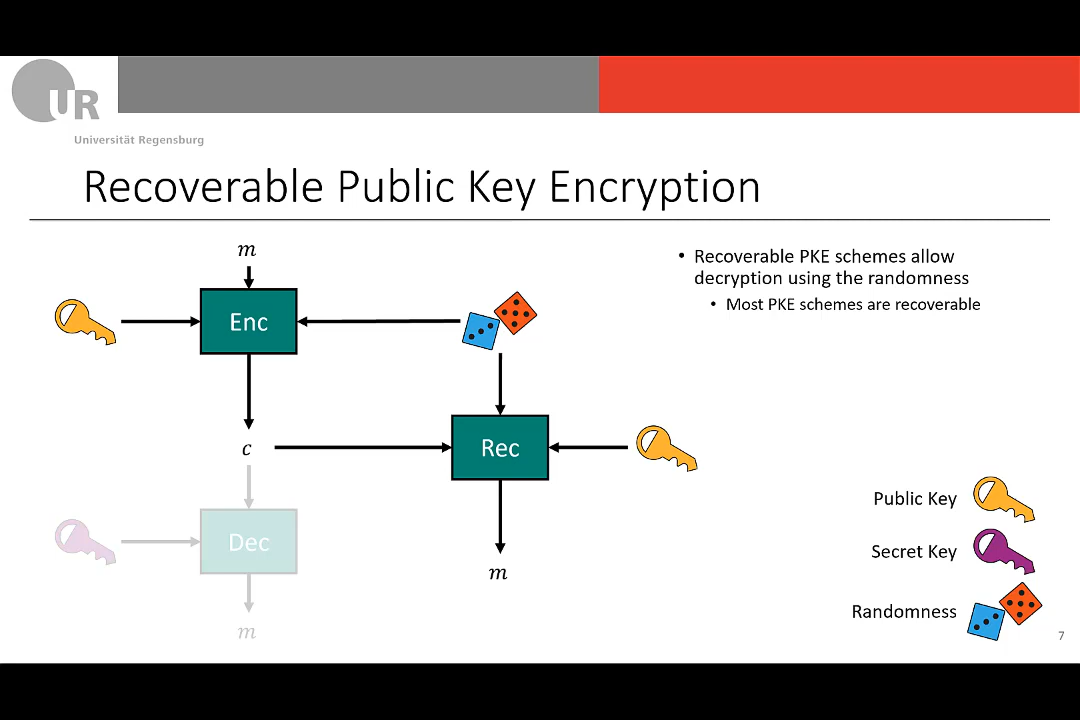 UR
Universität Regensburg
Recoverable Public Key Encryption
m
Enc
c
Dec
m
Rec
m
• Recoverable PKE schemes allow
decryption using the randomness
• Most PKE schemes are recoverable
Public Key
Secret Key
Randomness
7